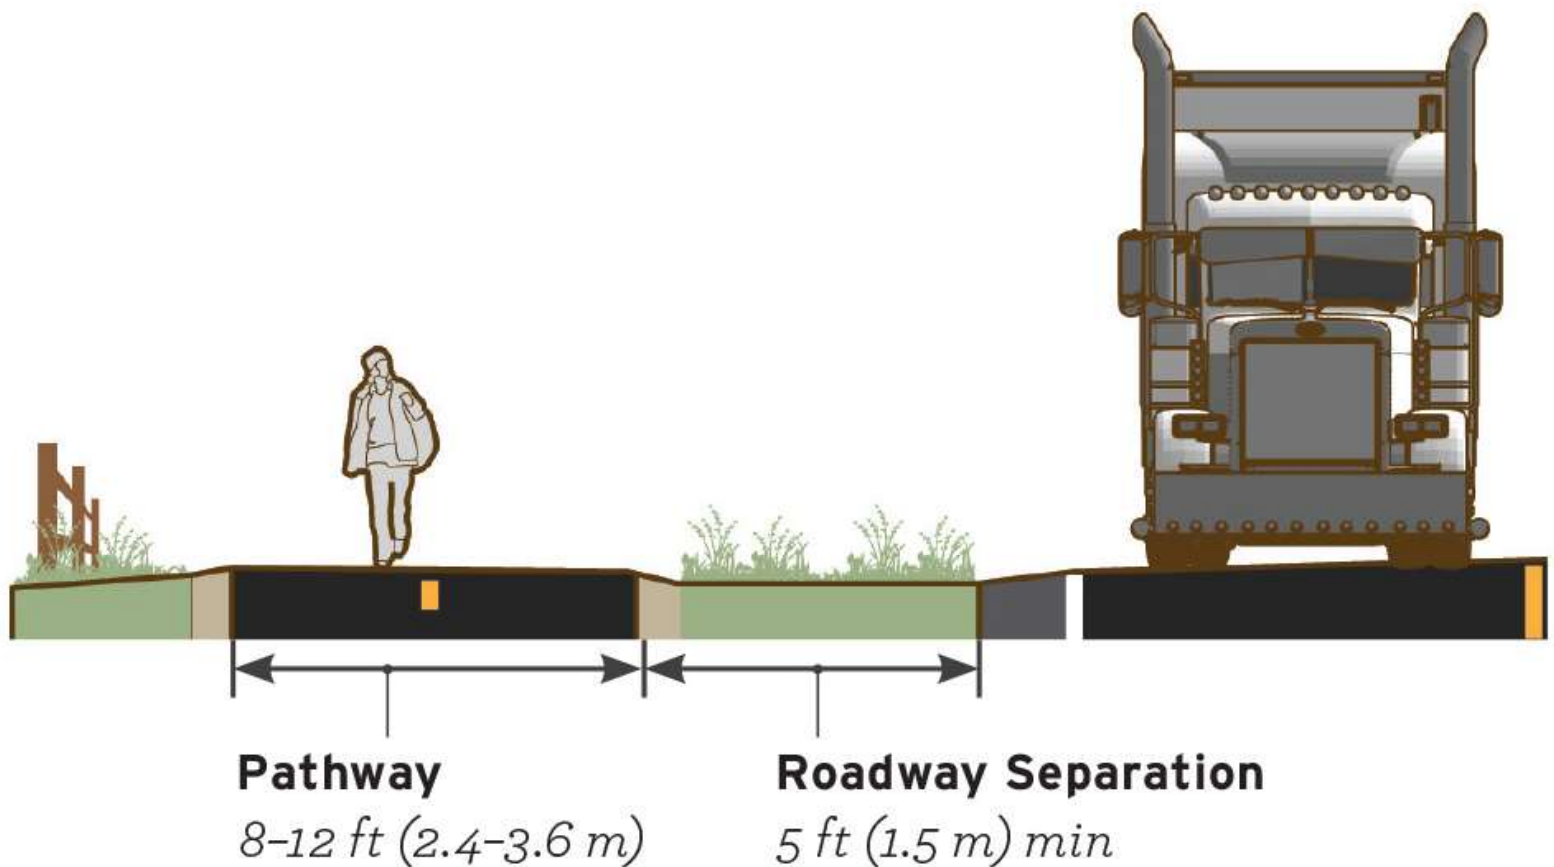 Pathway
8–12 ft (2.4–3.6 m)
Roadway Separation
5 ft (1.5 m) min